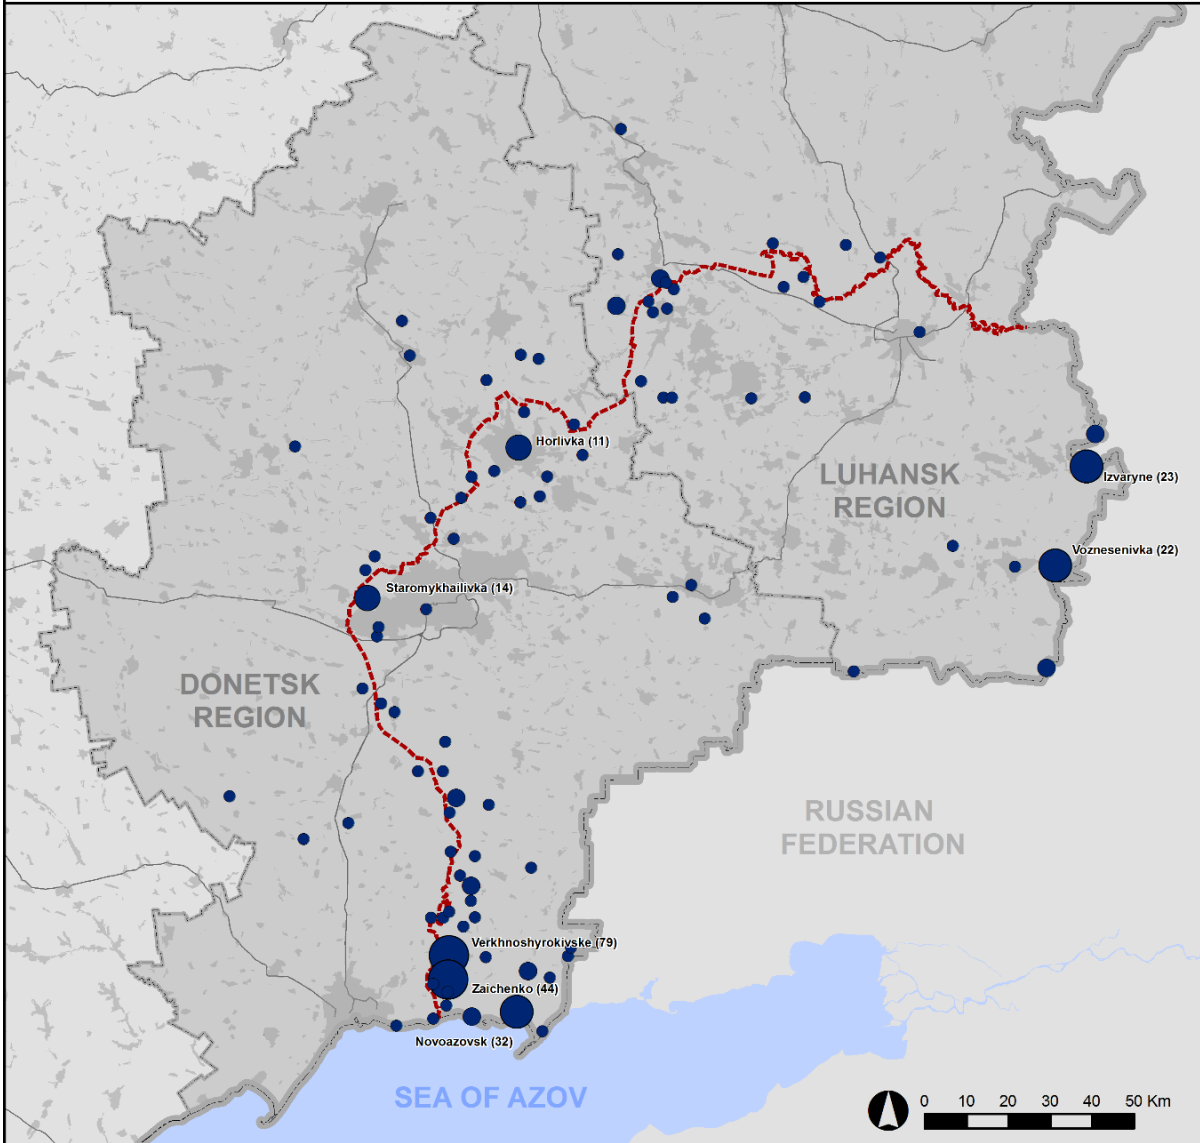 Horlivka (11)
LUHANSK
REGION
Izvaryne (23)
Voznesenivka (22)
Staromykhailivka (14)
DONETSK
REGION
RUSSIAN
FEDERATION
Verkhnoshyrokivske (79)
Zaichenko (44)
Novoazovsk (32)
SEA OF AZOV
0 10 20 30 40 50 Km